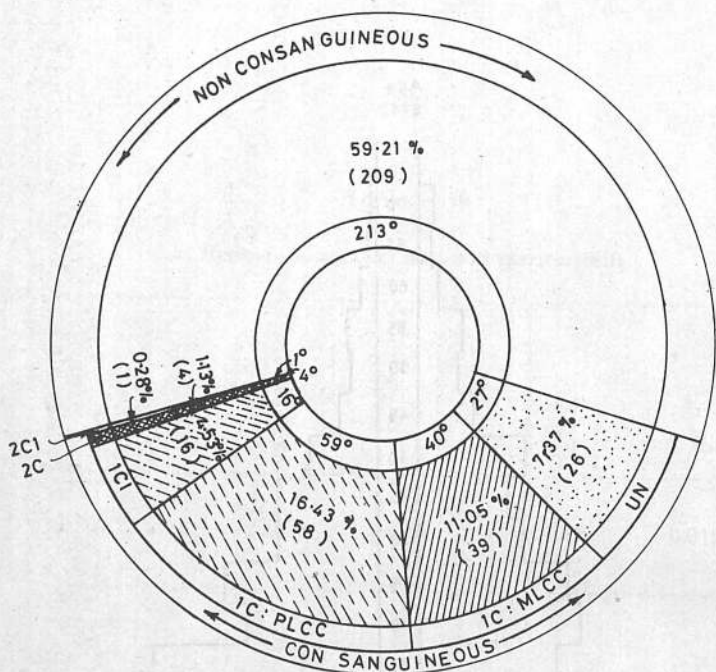 NON CONSANGUINEOUS
59.21 %
(209)
213°
1°
4°
16°
59°
40°
27°
0.28%
(1)
1.13%
(4)
4.53%
(16)
16.43 %
(58)
11.05 %
(39)
7.37 %
(26)
2CI
2C
1CI
1C: PLCC
1C: MLCC
UN
CON SANGUINEOUS